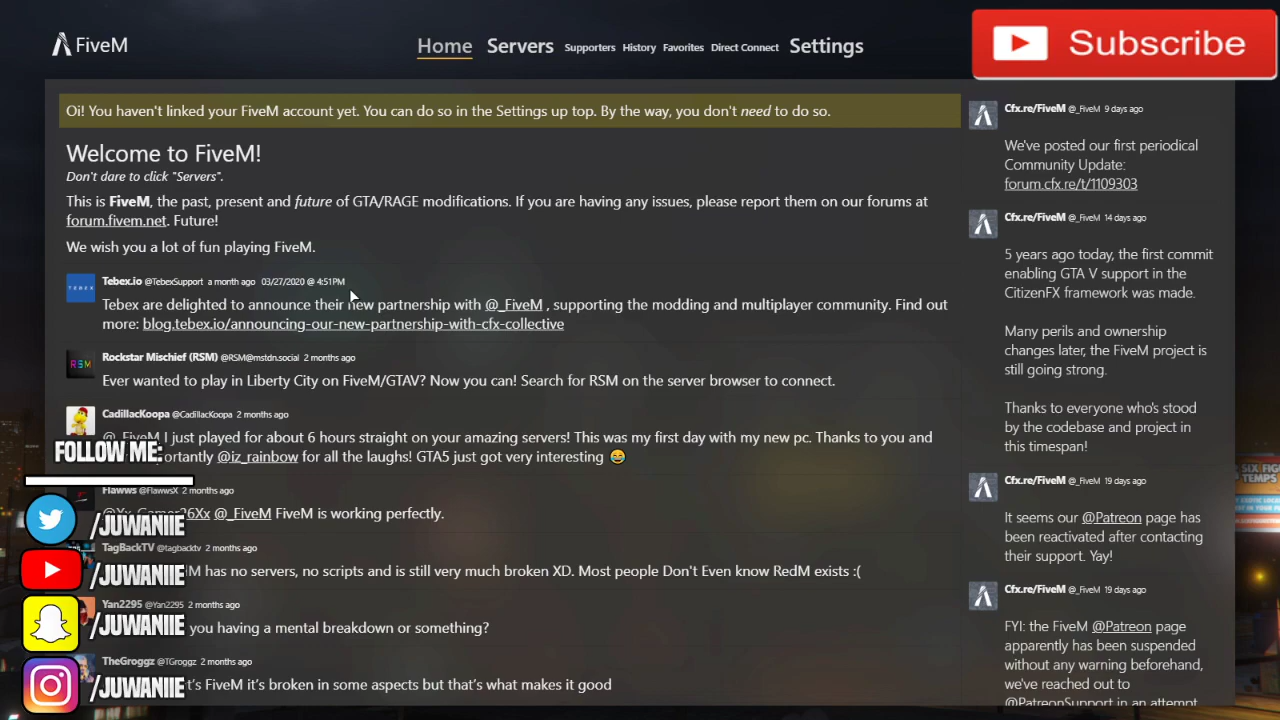 FiveM
Home Servers Supporters History Favorites Direct Connect Settings
Subscribe
Oi! You haven't linked your FiveM account yet. You can do so in the Settings up top. By the way, you don't need to do so.
Welcome to FiveM!
Don't dare to click "Servers".
This is FiveM, the past, present and future of GTA/RAGE modifications. If you are having any issues, please report them on our forums at
forum.fivem.net. Future!
We wish you a lot of fun playing FiveM.
TEBEX
Tebex.io @TebexSupport a month ago 03/27/2020 @ 4:51PM
Tebex are delighted to announce their new partnership with @_FiveM , supporting the modding and multiplayer community. Find out
more: blog.tebex.io/announcing-our-new-partnership-with-cfx-collective
RSM
Rockstar Mischief (RSM) @RSM@mstdn.social 2 months ago
Ever wanted to play in Liberty City on FiveM/GTAV? Now you can! Search for RSM on the server browser to connect.
CadillacKoopa @CadillacKoopa 2 months ago
@_FiveM I just played for about 6 hours straight on your amazing servers! This was my first day with my new pc. Thanks to you and
portantly @iz_rainbow for all the laughs! GTA5 just got very interesting 😂
Flawws @FlawwsX 2 months ago
@_FiveM FiveM is working perfectly.
TagBackTV @tagbacktv 2 months ago
M has no servers, no scripts and is still very much broken XD. Most people Don't Even know RedM exists :(
Yan2295 @Yan2295 2 months ago
you having a mental breakdown or something?
TheGroggz @TGroggz 2 months ago
t's FiveM it's broken in some aspects but that's what makes it good
FOLLOW ME:
/JUWANIIE
/JUWANIIE
/JUWANIIE
/JUWANIIE
Cfx.re/FiveM @_FiveM 9 days ago
We've posted our first periodical
Community Update:
forum.cfx.re/t/1109303
Cfx.re/FiveM @_FiveM 14 days ago
5 years ago today, the first commit
enabling GTA V support in the
CitizenFX framework was made.
Many perils and ownership
changes later, the FiveM project is
still going strong.
Thanks to everyone who's stood
by the codebase and project in
this timespan!
Cfx.re/FiveM @_FiveM 19 days ago
It seems our @Patreon page has
been reactivated after contacting
their support. Yay!
Cfx.re/FiveM @_FiveM 19 days ago
FYI: the FiveM @Patreon page
apparently has been suspended
without any warning beforehand,
we've reached out to
@PatreonSupport in an attempt
SIX FIG
TEMPS